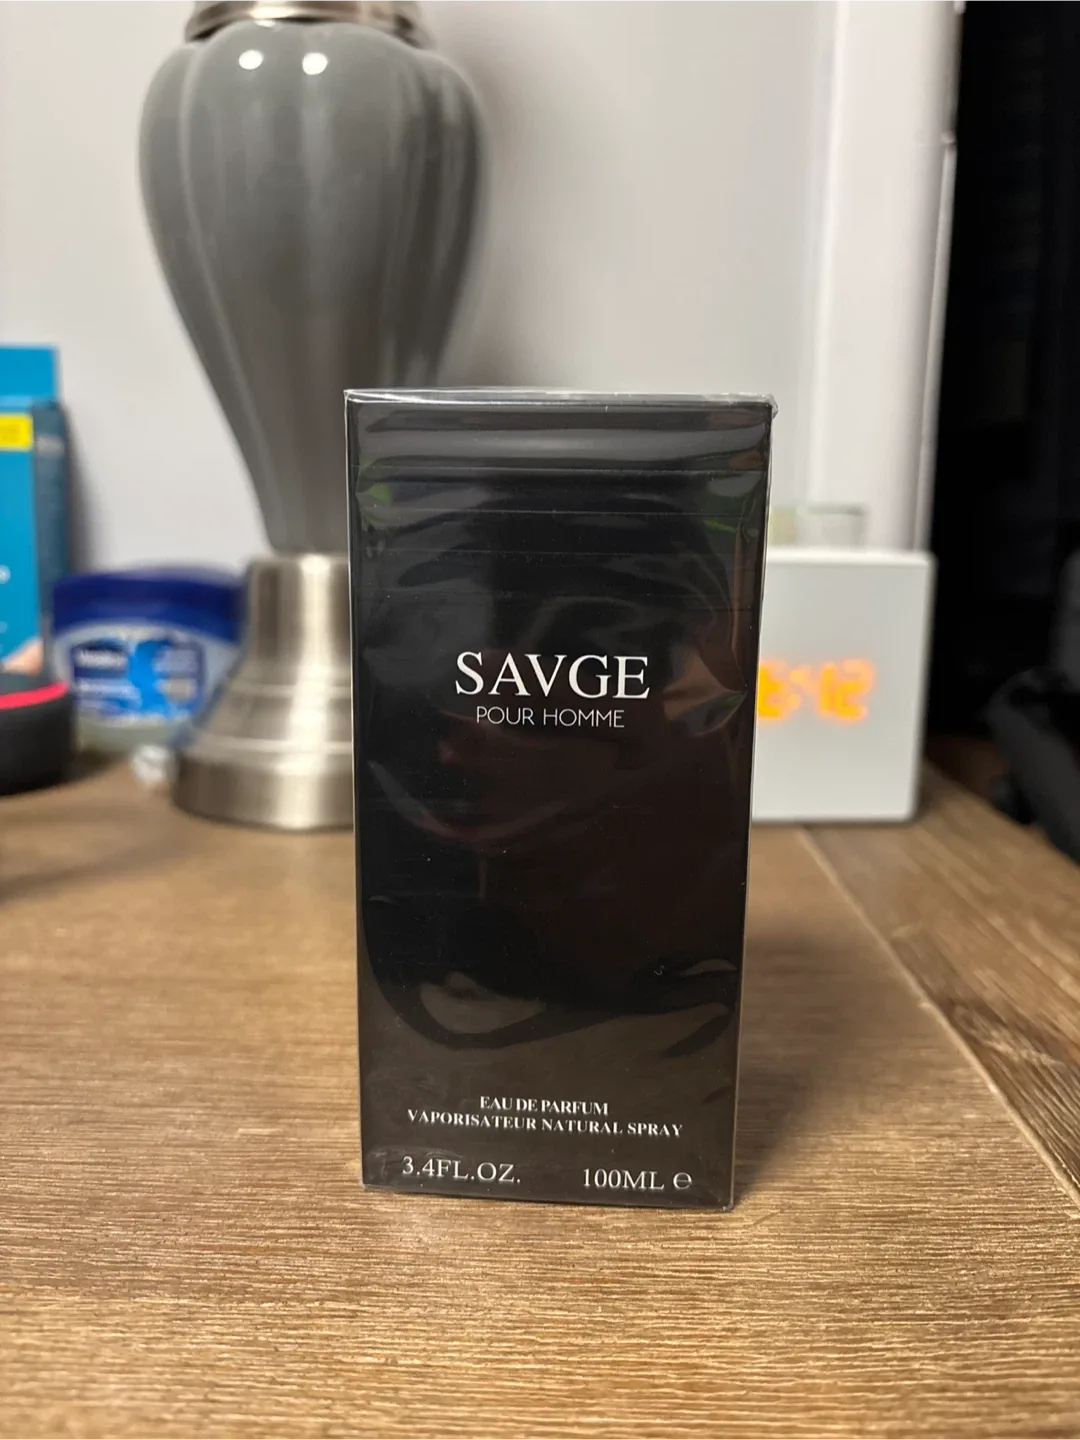 SAVGE
POUR HOMME
EAU DE PARFUM
VAPORISATEUR NATURAL SPRAY
3.4FL.OZ. 100ML ℮